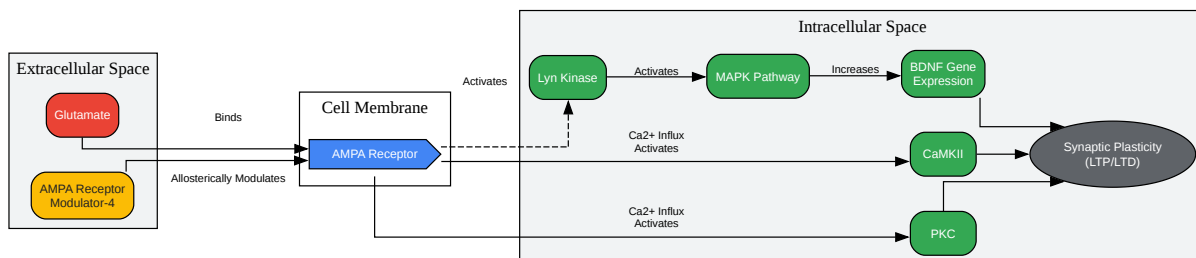 Intracellular Space
Extracellular Space
Glutamate
AMPA Receptor
Modulator-4
Binds
Allosterically Modulates
Cell Membrane
AMPA Receptor
Activates
Lyn Kinase
Activates
MAPK Pathway
Increases
BDNF Gene
Expression
Ca2+ Influx
Activates
CaMKII
Synaptic Plasticity
(LTP/LTD)
Ca2+ Influx
Activates
PKC